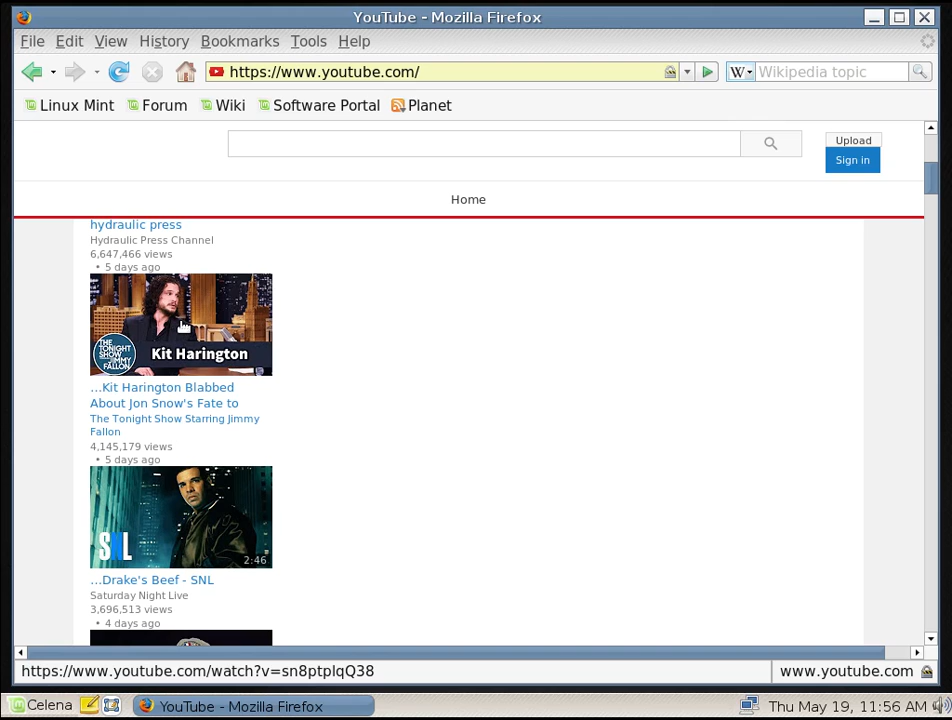 YouTube - Mozilla Firefox
File Edit View History Bookmarks Tools Help
https://www.youtube.com/
W Wikipedia topic
Linux Mint Forum Wiki Software Portal Planet
Upload
Sign in
Home
hydraulic press
Hydraulic Press Channel
6,647,466 views
• 5 days ago
THE TONIGHT SHOW STARRING JIMMY FALLON
Kit Harington
...Kit Harington Blabbed
About Jon Snow's Fate to
The Tonight Show Starring Jimmy
Fallon
4,145,179 views
• 5 days ago
SNL
2:46
...Drake's Beef - SNL
Saturday Night Live
3,696,513 views
• 4 days ago
https://www.youtube.com/watch?v=sn8ptplqQ38
www.youtube.com
Celena
YouTube - Mozilla Firefox
Thu May 19, 11:56 AM